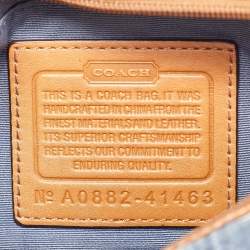 COACH
THIS IS A COACH BAG. IT WAS
HANDCRAFTED IN CHINA FROM THE
FINEST MATERIALS AND LEATHER.
ITS SUPERIOR CRAFTSMANSHIP
REFLECTS OUR COMMITMENT TO
ENDURING QUALITY.
Nº A0882-41463